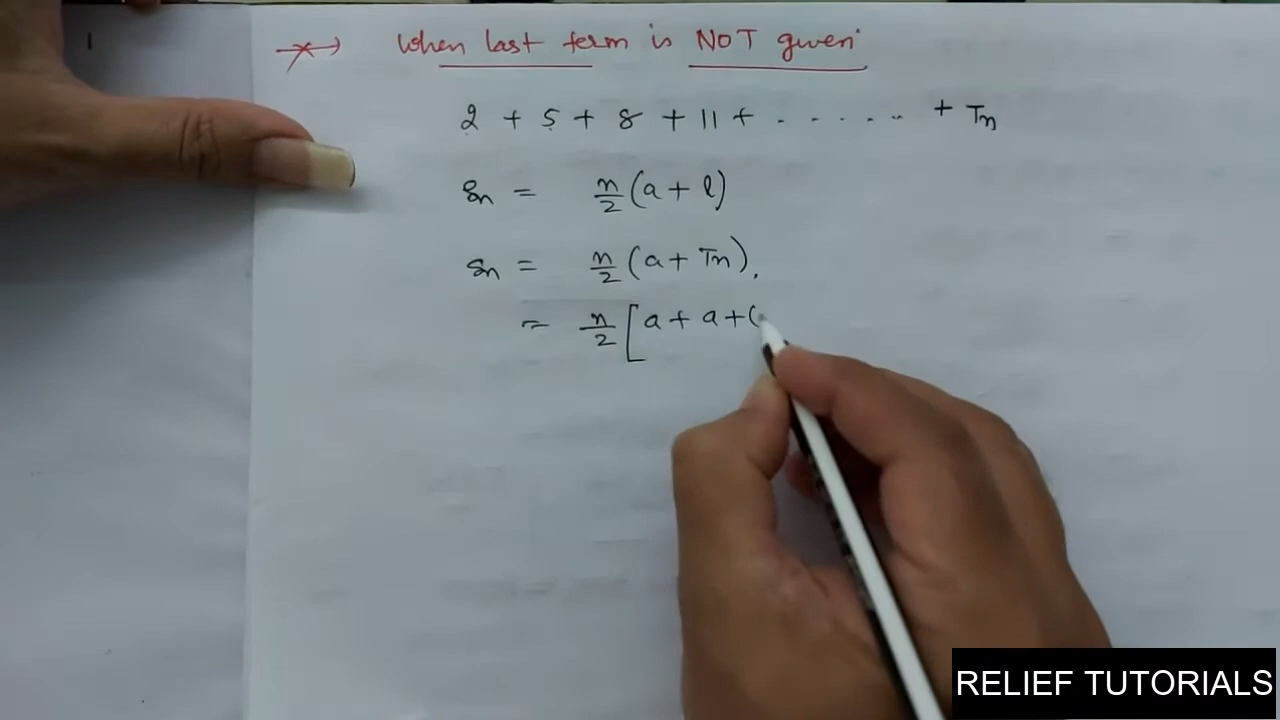 When last term is NOT given
2 + 5 + 8 + 11 + . . . . . .. + Tn
Sn = n/2 (a + l)
Sn = n/2 (a + Tn).
= n/2 [ a + a + (
RELIEF TUTORIALS